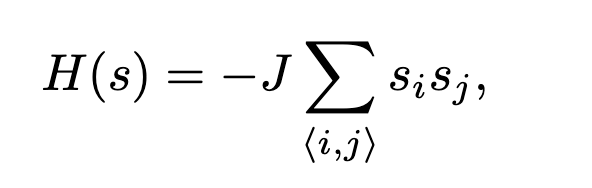 H(s) = −J ∑ s_i s_j,
⟨i,j⟩